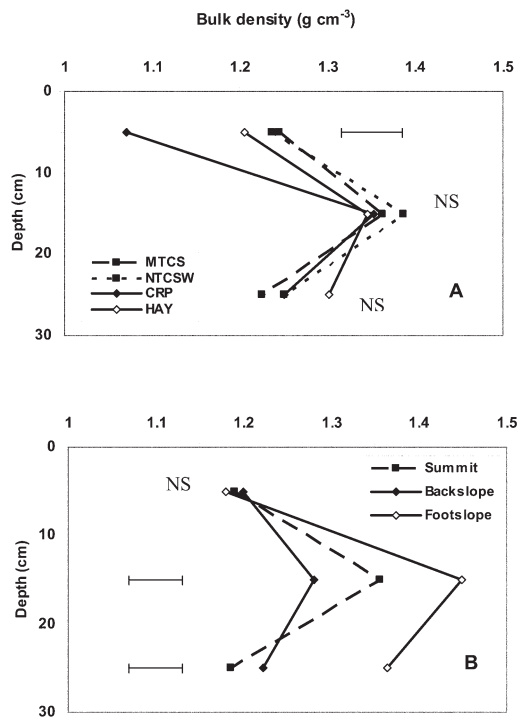 Bulk density (g cm-3)
1 1.1 1.2 1.3 1.4 1.5
0
10
20
30
Depth (cm)
NS
MTCS
NTCSW
CRP
HAY
NS
A
1 1.1 1.2 1.3 1.4 1.5
0
10
20
30
Depth (cm)
NS
Summit
Backslope
Footslope
B